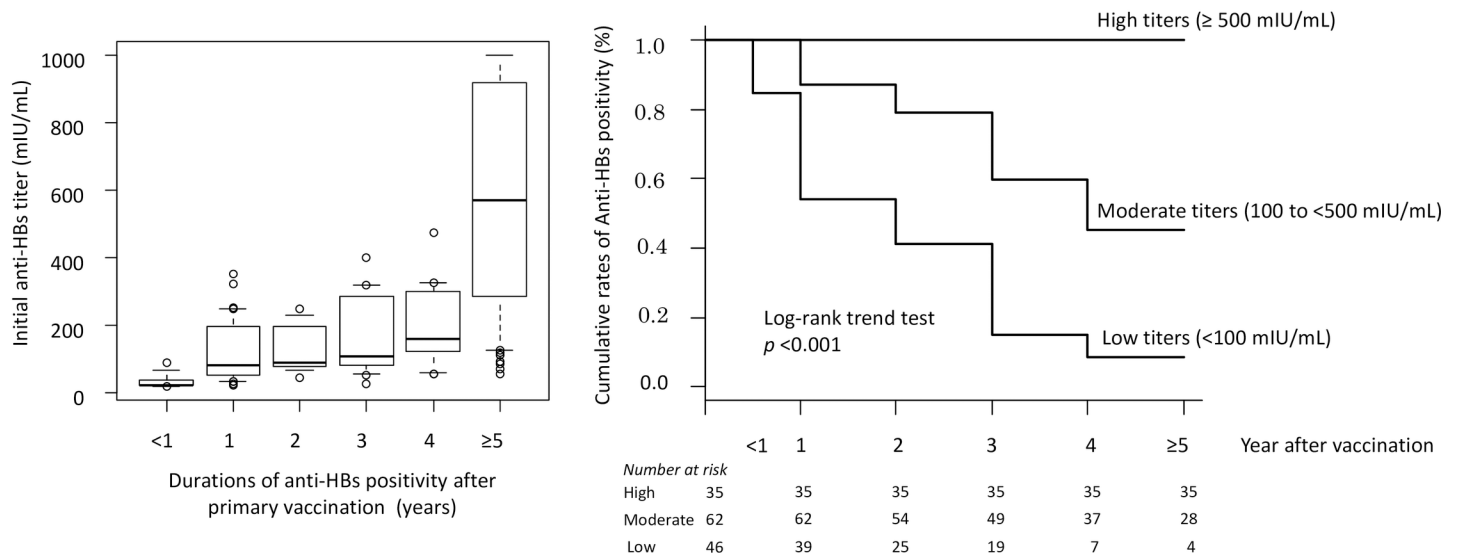 Initial anti-HBs titer (mIU/mL)
1000
800
600
400
200
0
<1 1 2 3 4 ≥5
Durations of anti-HBs positivity after
primary vaccination (years)
Cumulative rates of Anti-HBs positivity (%)
1.0
0.8
0.6
0.4
0.2
0.0
High titers (≥ 500 mIU/mL)
Moderate titers (100 to <500 mIU/mL)
Low titers (<100 mIU/mL)
Log-rank trend test
p <0.001
<1 1 2 3 4 ≥5 Year after vaccination
Number at risk
High 35 35 35 35 35 35
Moderate 62 62 54 49 37 28
Low 46 39 25 19 7 4